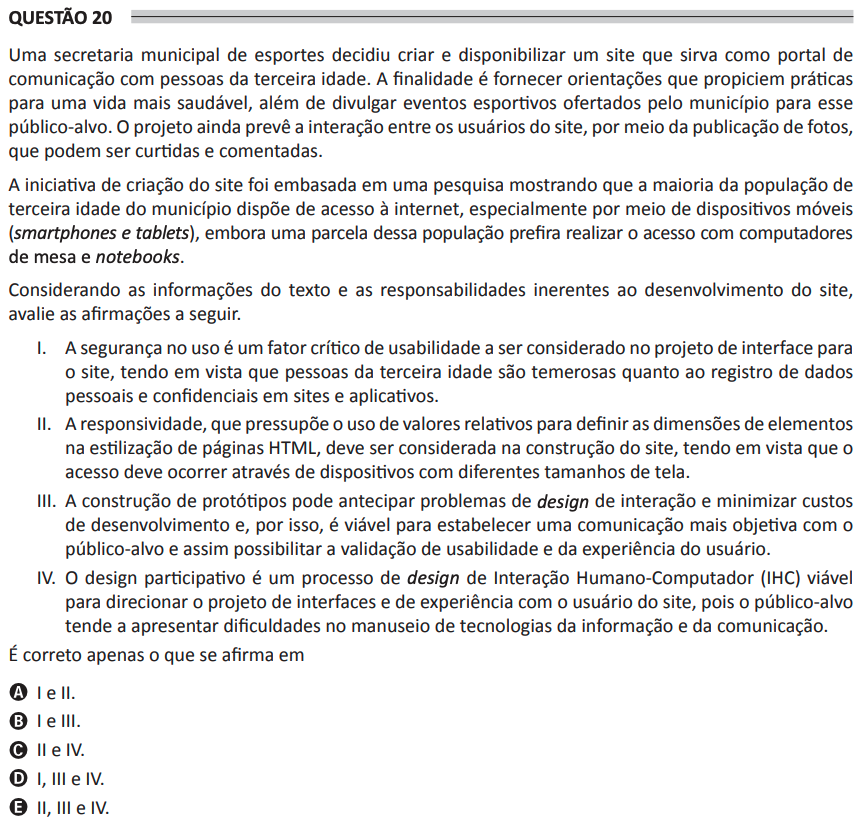 QUESTÃO 20
Uma secretaria municipal de esportes decidiu criar e disponibilizar um site que sirva como portal de
comunicação com pessoas da terceira idade. A finalidade é fornecer orientações que propiciem práticas
para uma vida mais saudável, além de divulgar eventos esportivos ofertados pelo município para esse
público-alvo. O projeto ainda prevê a interação entre os usuários do site, por meio da publicação de fotos,
que podem ser curtidas e comentadas.
A iniciativa de criação do site foi embasada em uma pesquisa mostrando que a maioria da população de
terceira idade do município dispõe de acesso à internet, especialmente por meio de dispositivos móveis
(smartphones e tablets), embora uma parcela dessa população prefira realizar o acesso com computadores
de mesa e notebooks.
Considerando as informações do texto e as responsabilidades inerentes ao desenvolvimento do site,
avalie as afirmações a seguir.
I. A segurança no uso é um fator crítico de usabilidade a ser considerado no projeto de interface para
o site, tendo em vista que pessoas da terceira idade são temerosas quanto ao registro de dados
pessoais e confidenciais em sites e aplicativos.
II. A responsividade, que pressupõe o uso de valores relativos para definir as dimensões de elementos
na estilização de páginas HTML, deve ser considerada na construção do site, tendo em vista que o
acesso deve ocorrer através de dispositivos com diferentes tamanhos de tela.
III. A construção de protótipos pode antecipar problemas de design de interação e minimizar custos
de desenvolvimento e, por isso, é viável para estabelecer uma comunicação mais objetiva com o
público-alvo e assim possibilitar a validação de usabilidade e da experiência do usuário.
IV. O design participativo é um processo de design de Interação Humano-Computador (IHC) viável
para direcionar o projeto de interfaces e de experiência com o usuário do site, pois o público-alvo
tende a apresentar dificuldades no manuseio de tecnologias da informação e da comunicação.
É correto apenas o que se afirma em
A I e II.
B I e III.
C II e IV.
D I, III e IV.
E II, III e IV.